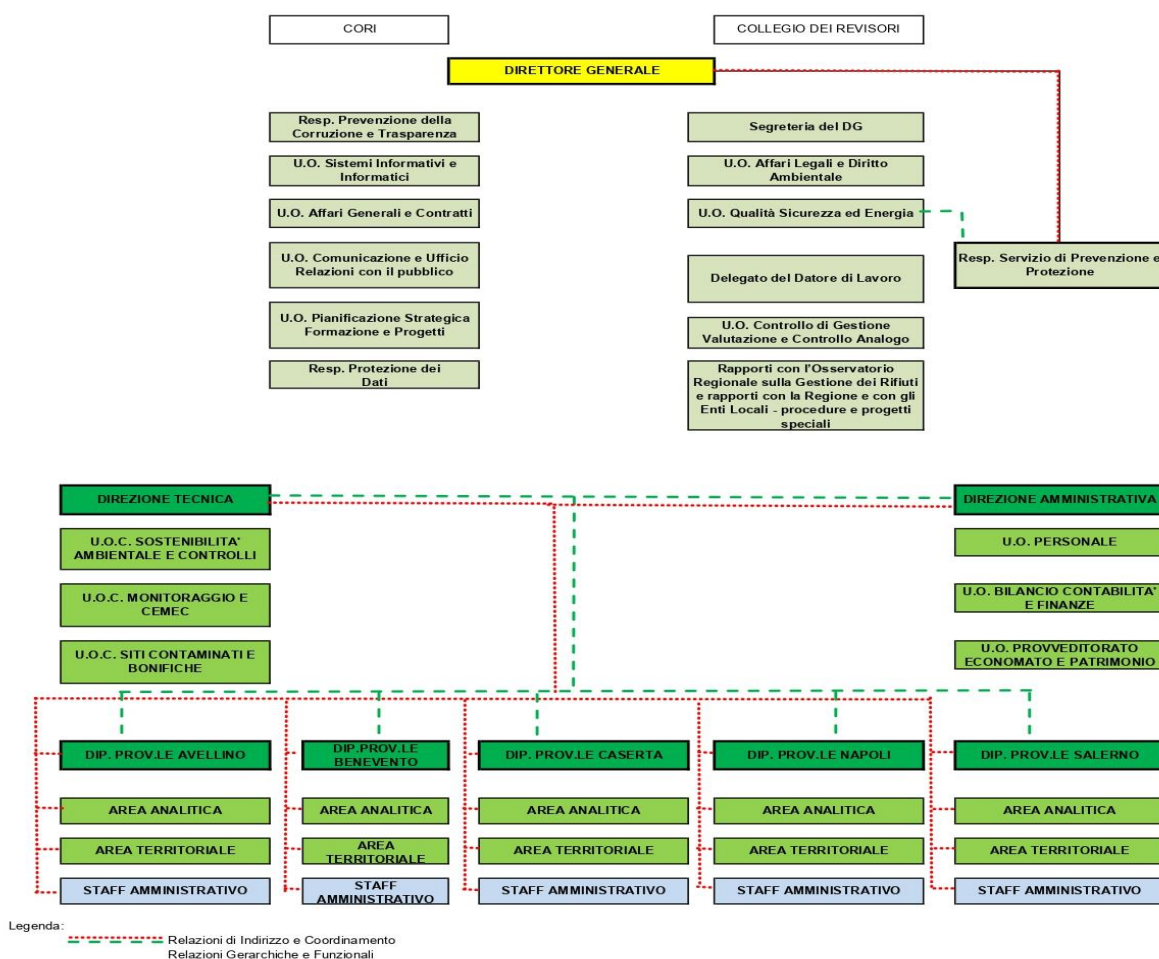 CORI
COLLEGIO DEI REVISORI
DIRETTORE GENERALE
Resp. Prevenzione della
Corruzione e Trasparenza
Segreteria del DG
U.O. Sistemi Informativi e
Informatici
U.O. Affari Legali e Diritto
Ambientale
U.O. Affari Generali e Contratti
U.O. Qualità Sicurezza ed Energia
U.O. Comunicazione e Ufficio
Relazioni con il pubblico
Delegato del Datore di Lavoro
Resp. Servizio di Prevenzione e
Protezione
U.O. Pianificazione Strategica
Formazione e Progetti
U.O. Controllo di Gestione
Valutazione e Controllo Analogo
Resp. Protezione dei
Dati
Rapporti con l'Osservatorio
Regionale sulla Gestione dei Rifiuti
e rapporti con la Regione e con gli
Enti Locali - procedure e progetti
speciali
DIREZIONE TECNICA
DIREZIONE AMMINISTRATIVA
U.O.C. SOSTENIBILITA'
AMBIENTALE E CONTROLLI
U.O. PERSONALE
U.O.C. MONITORAGGIO E
CEMEC
U.O. BILANCIO CONTABILITA'
E FINANZE
U.O.C. SITI CONTAMINATI E
BONIFICHE
U.O. PROVVEDITORATO
ECONOMATO E PATRIMONIO
DIP. PROV.LE AVELLINO
DIP.PROV.LE
BENEVENTO
DIP. PROV.LE CASERTA
DIP. PROV.LE NAPOLI
DIP. PROV.LE SALERNO
AREA ANALITICA
AREA ANALITICA
AREA ANALITICA
AREA ANALITICA
AREA ANALITICA
AREA TERRITORIALE
AREA
TERRITORIALE
AREA TERRITORIALE
AREA TERRITORIALE
AREA TERRITORIALE
STAFF AMMINISTRATIVO
STAFF
AMMINISTRATIVO
STAFF AMMINISTRATIVO
STAFF AMMINISTRATIVO
STAFF AMMINISTRATIVO
Legenda:
Relazioni di Indirizzo e Coordinamento
Relazioni Gerarchiche e Funzionali